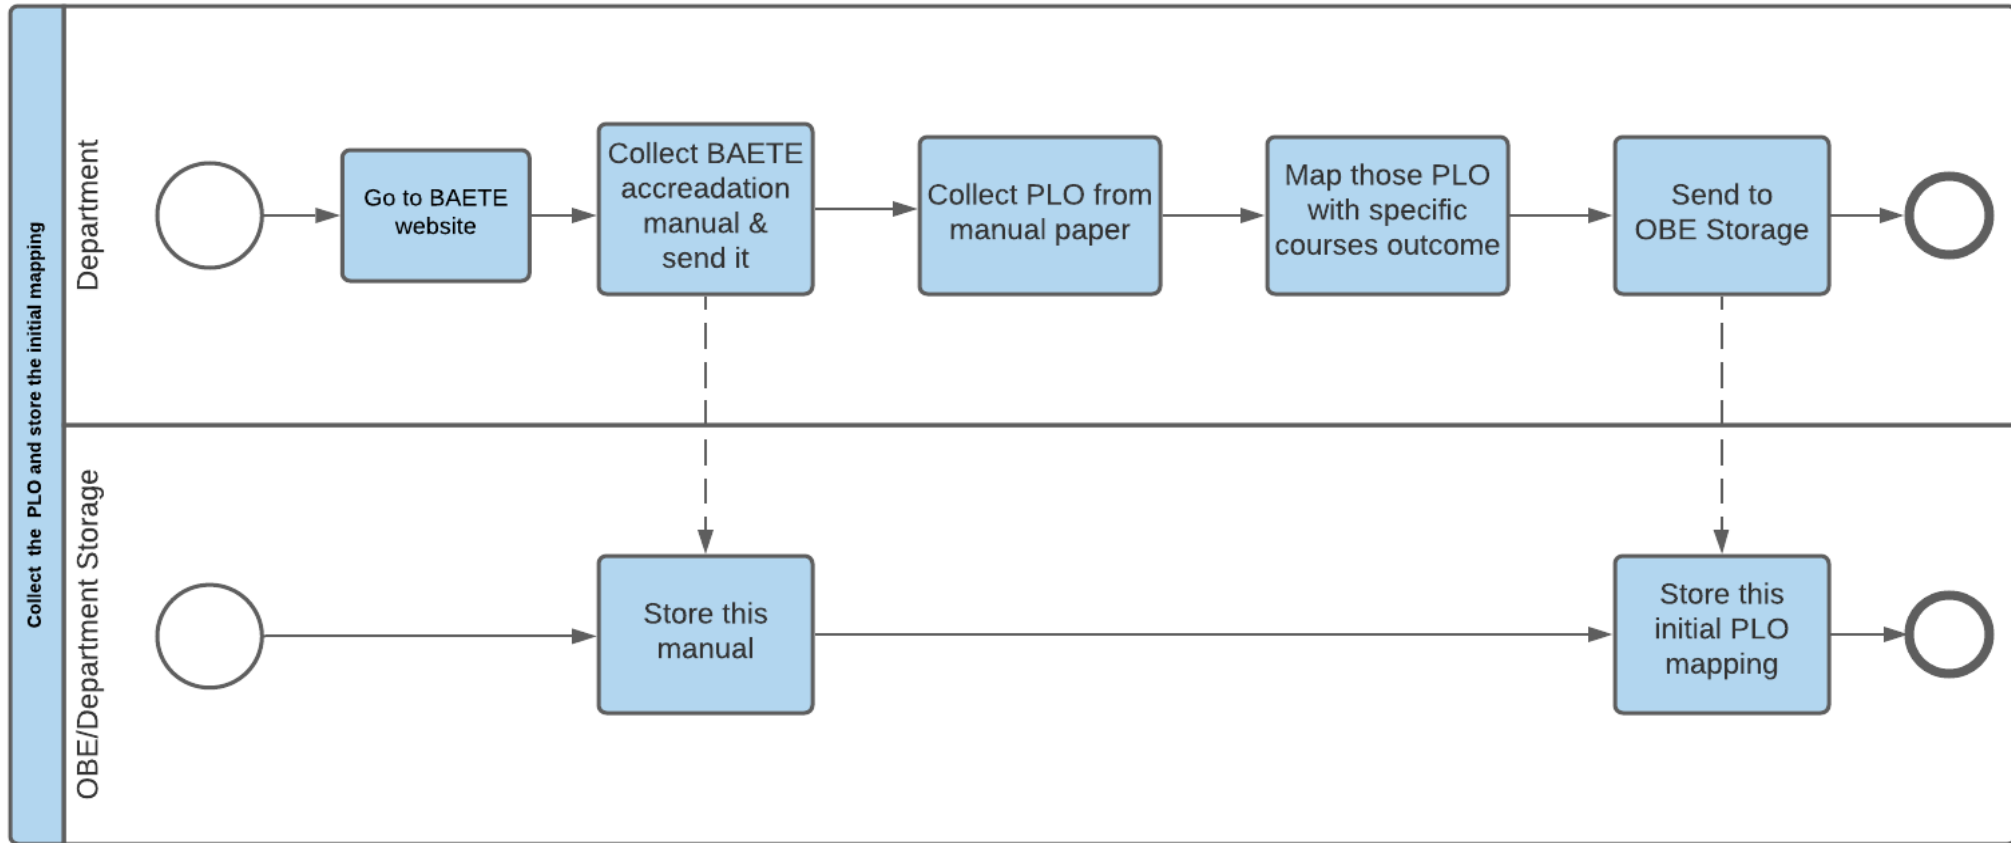 Collect the PLO and store the initial mapping
Department
Go to BAETE
website
Collect BAETE
accreadation
manual &
send it
Collect PLO from
manual paper
Map those PLO
with specific
courses outcome
Send to
OBE Storage
OBE/Department Storage
Store this
manual
Store this
initial PLO
mapping